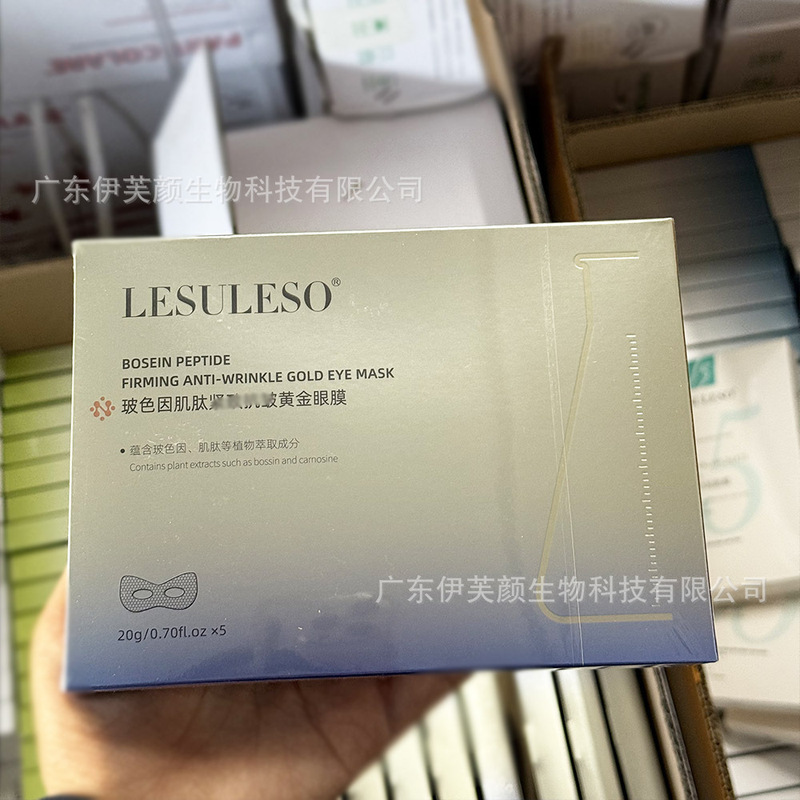 广东伊芙颜生物科技有限公司
LESULESO®
BOSEIN PEPTIDE
FIRMING ANTI-WRINKLE GOLD EYE MASK
玻色因肌肽紧致抗皱黄金眼膜
• 蕴含玻色因、肌肽等植物萃取成分
Contains plant extracts such as bossin and carnosine
广东伊芙颜生物科技有限公司
20g/0.70fl.oz ×5
ULESO
5